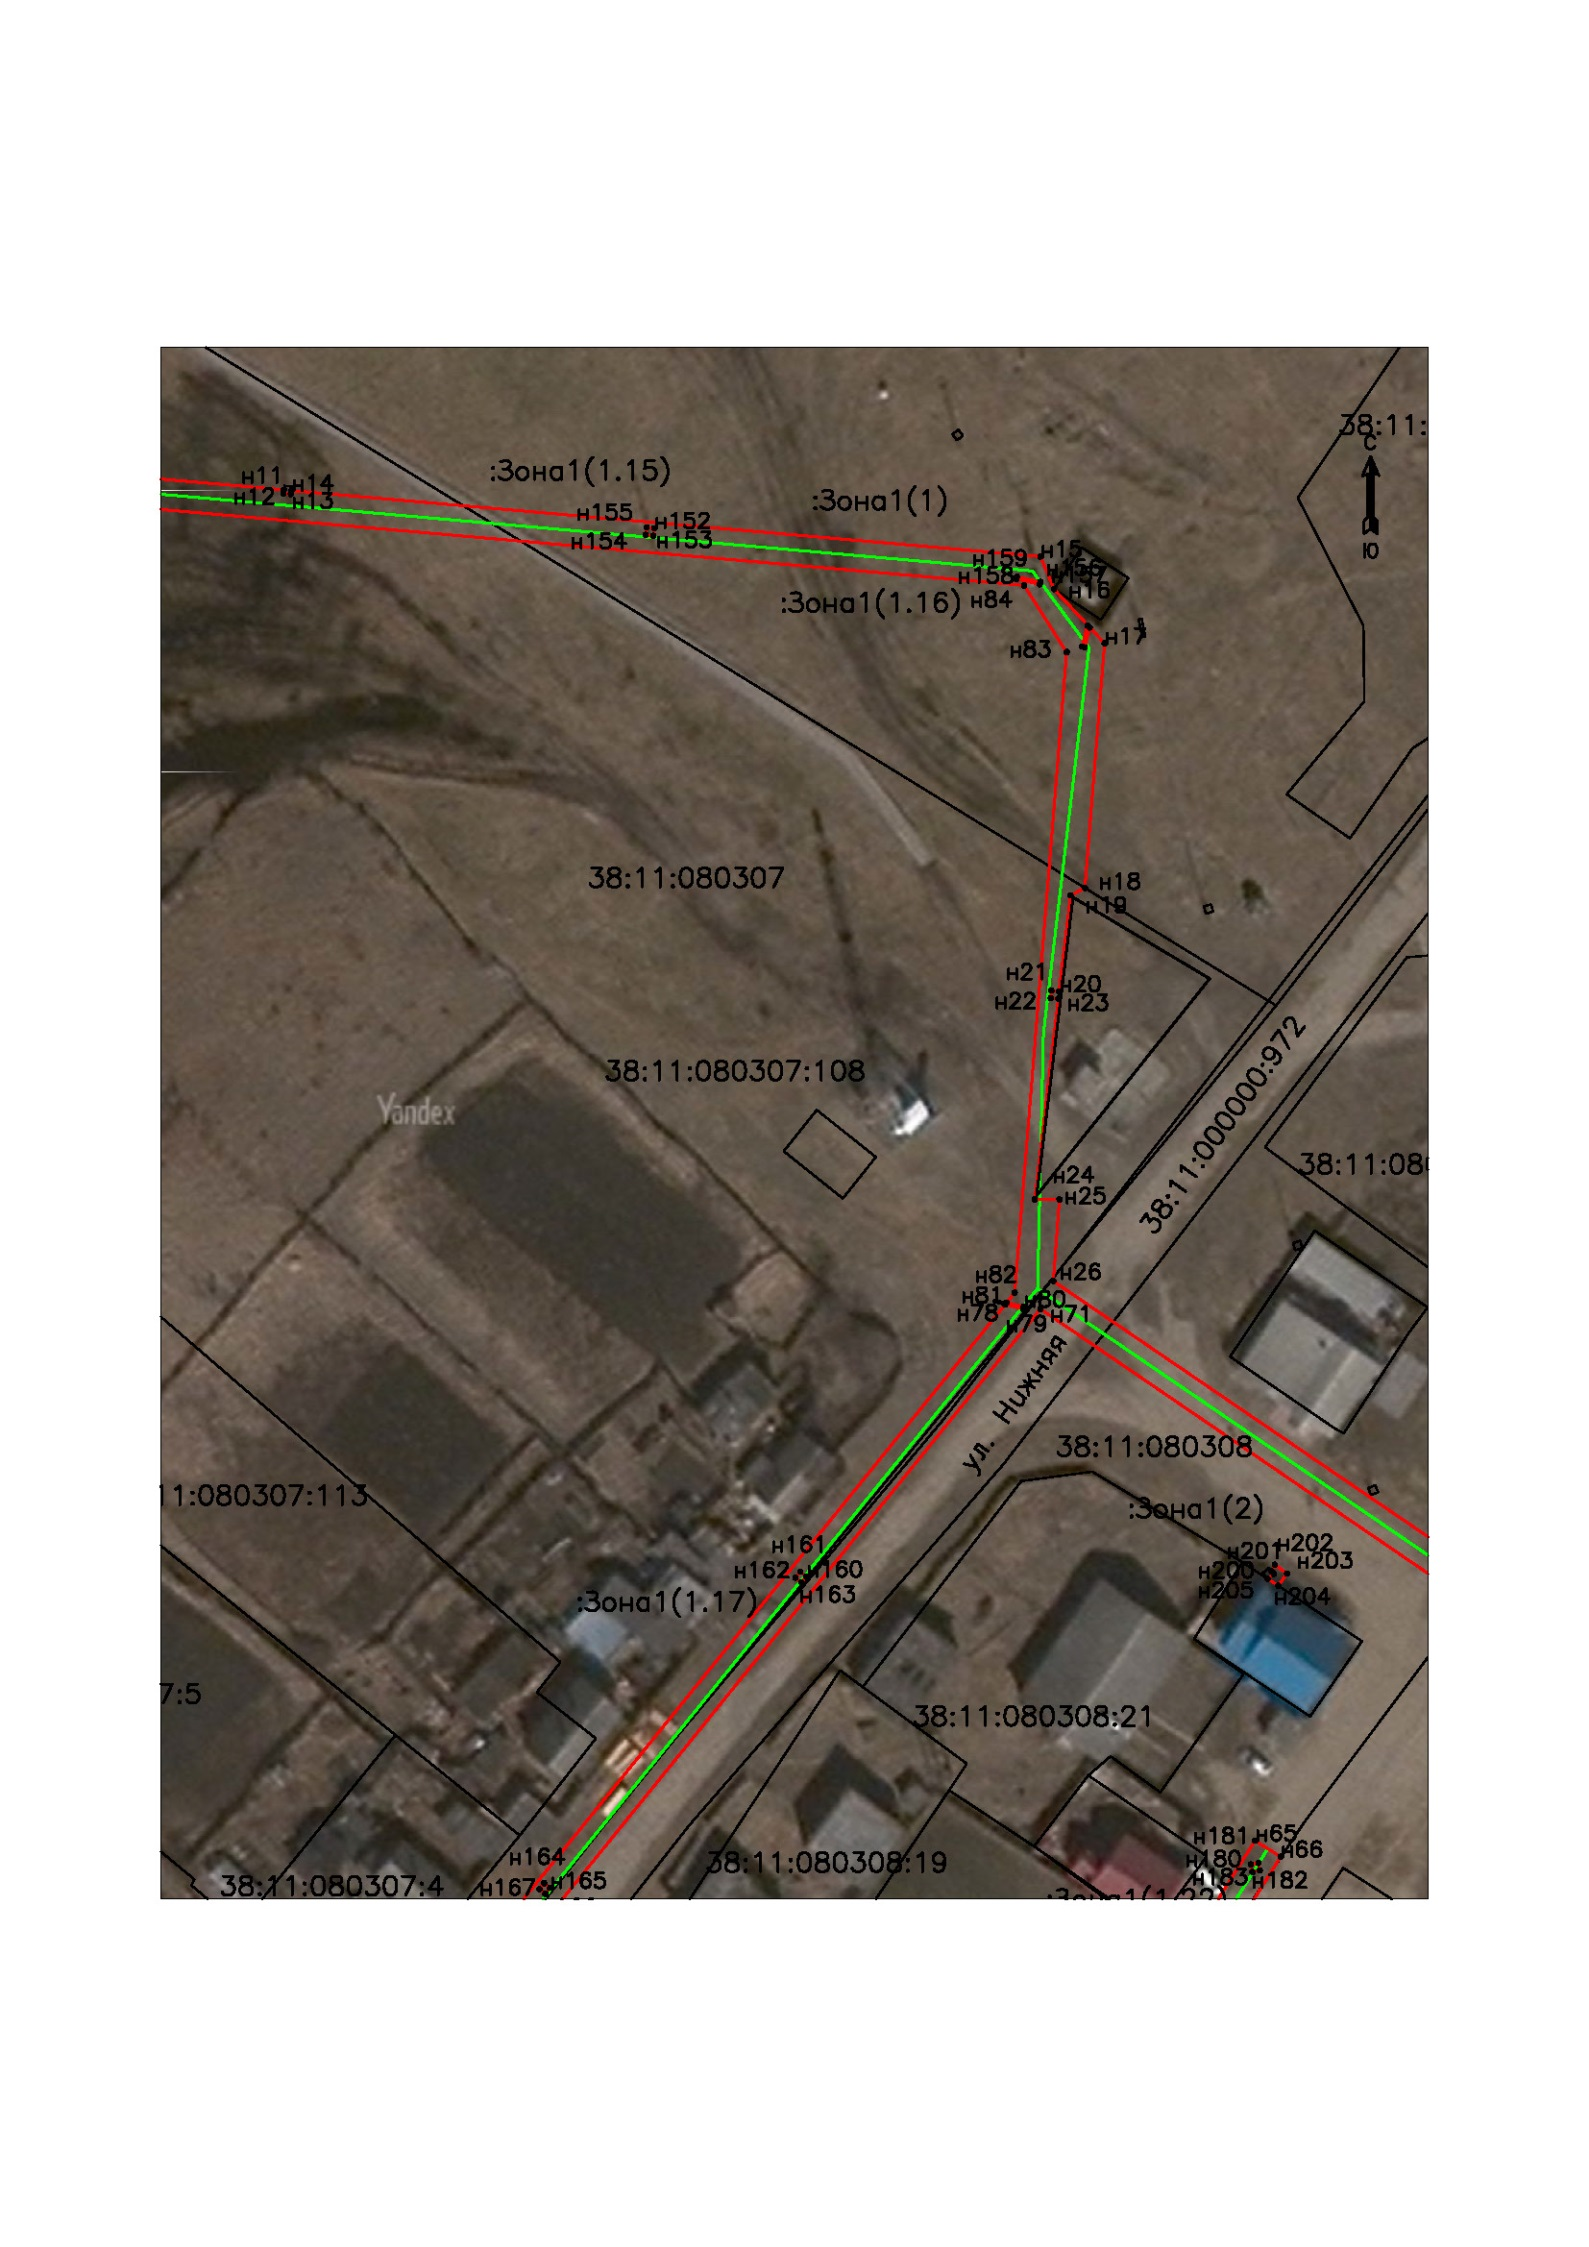 38:11:
С
Ю
:Зона1(1.15)
:Зона1(1)
н11
н14
н12
н13
н155
н152
н154
н153
н159
н15
н158
н16
н84
:Зона1(1.16)
н83
н17
38:11:080307
н18
н19
н21
н20
н22
н23
38:11:080307:108
Yandex
38:11:000000:972
38:11:08
н24
н25
н82
н26
н81
н80
н78
н71
н79
ул. Нижняя
38:11:080308
11:080307:113
:Зона1(2)
н161
н162
н160
н163
:Зона1(1.17)
н201
н202
н203
н200
н205
н204
7:5
38:11:080308:21
н181
н65
н66
н180
н183
н182
38:11:080308:19
н164
н165
н167
38:11:080307:4